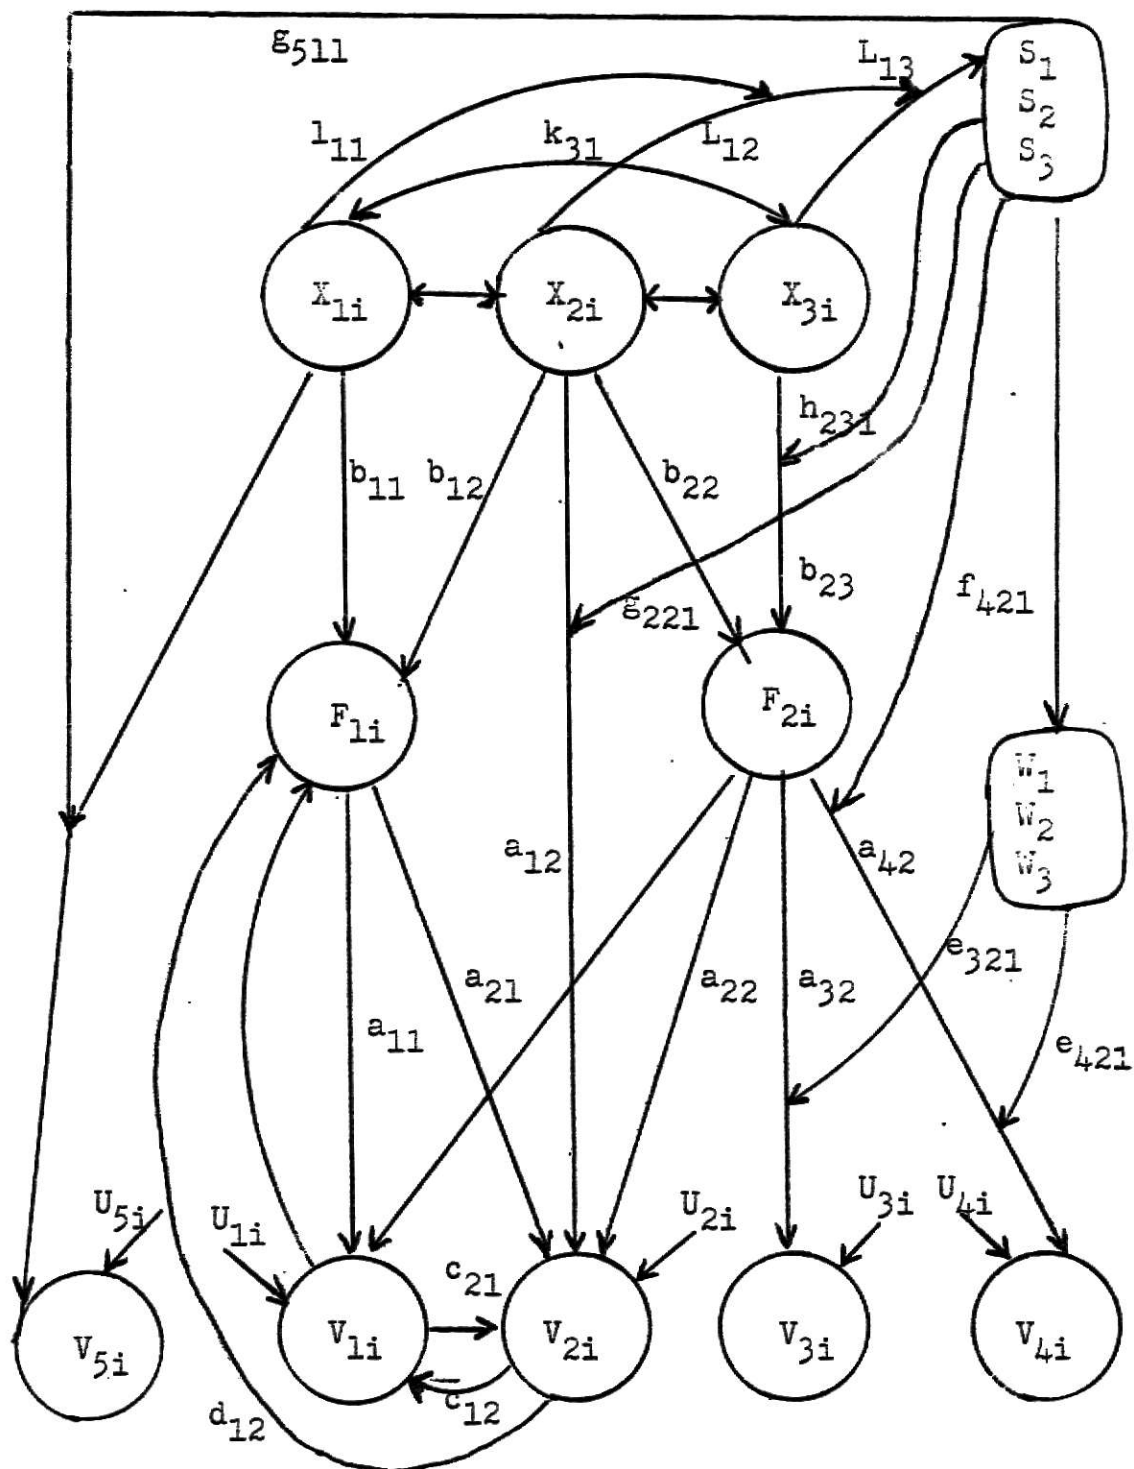 g511
L13
S1
S2
S3
l11
k31
L12
X1i
X2i
X3i
h231
b11
b12
b22
b23
f421
g221
F1i
F2i
W1
W2
W3
a12
a42
a21
a22
a32
e321
a11
e421
U5i
U1i
U2i
U3i
U4i
c21
V5i
V1i
V2i
V3i
V4i
c12
d12